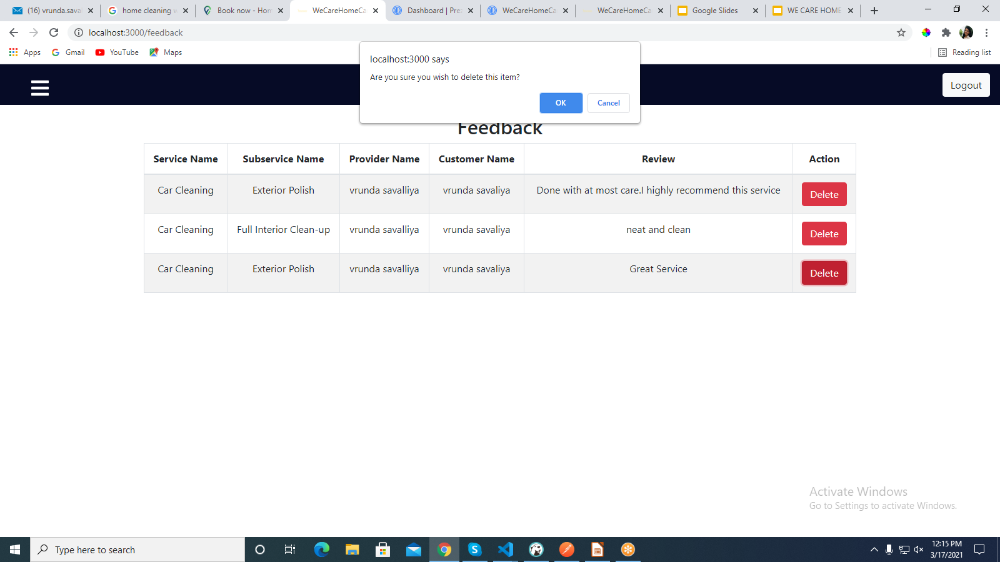 (16) vrunda.saval
home cleaning w
Book now - Hom
WeCareHomeCa
Dashboard | Prez
WeCareHomeCa
WeCareHomeCa
Google Slides
WE CARE HOME
localhost:3000/feedback
Apps
Gmail
YouTube
Maps
Reading list
localhost:3000 says
Are you sure you wish to delete this item?
OK
Cancel
Logout
Feedback
Service Name Subservice Name Provider Name Customer Name Review Action
Car Cleaning Exterior Polish vrunda savalliya vrunda savaliya Done with at most care.I highly recommend this service Delete
Car Cleaning Full Interior Clean-up vrunda savalliya vrunda savaliya neat and clean Delete
Car Cleaning Exterior Polish vrunda savalliya vrunda savaliya Great Service Delete
Activate Windows
Go to Settings to activate Windows.
Type here to search
12:15 PM
3/17/2021